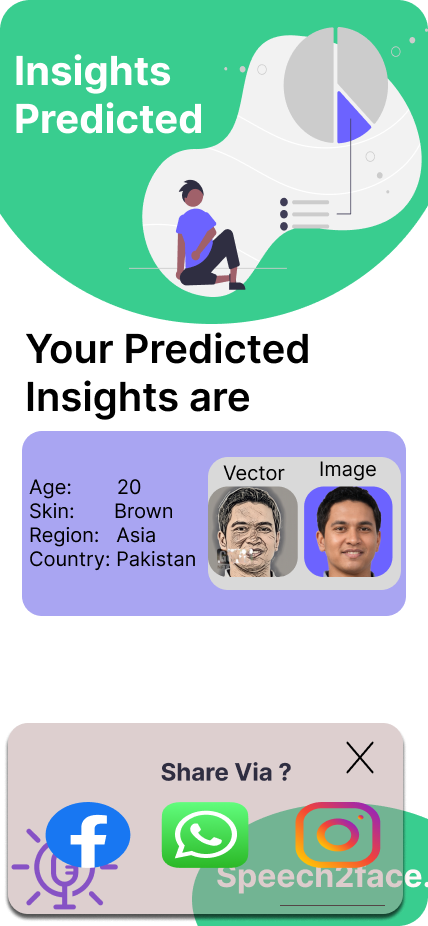 Insights
Predicted
Your Predicted
Insights are
Vector Image
Age: 20
Skin: Brown
Region: Asia
Country: Pakistan
Share Via ?
Speech2face.